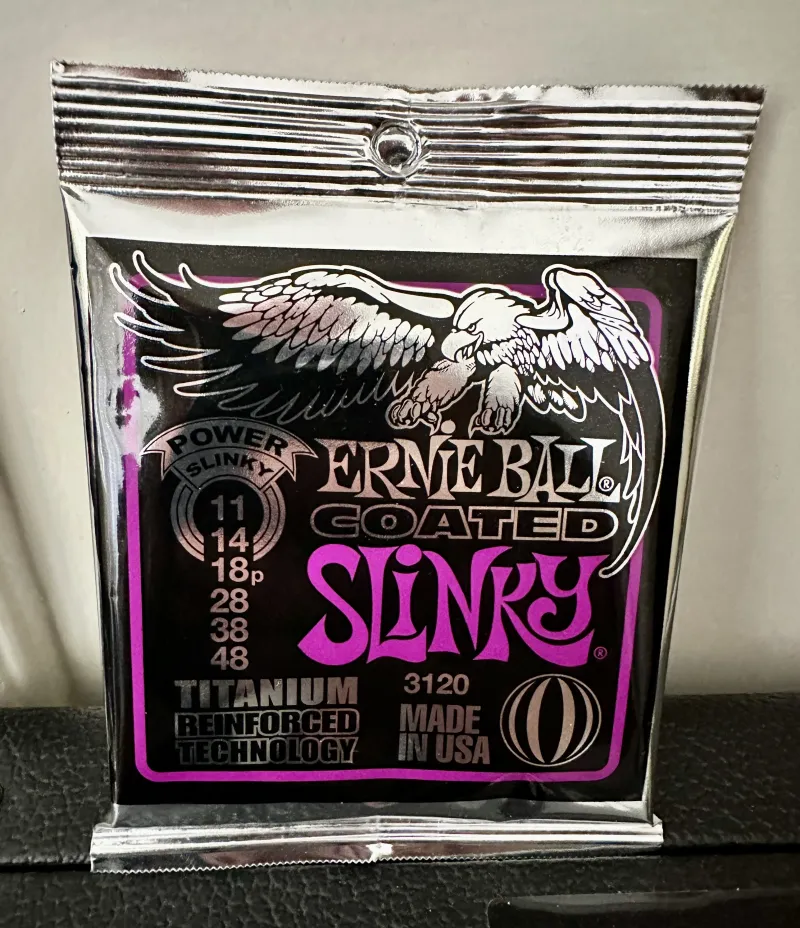 POWER
SLINKY
11
14
18p
28
38
48
ERNIE BALL®
COATED
SLINKY®
TITANIUM
REINFORCED
TECHNOLOGY
3120
MADE
IN USA